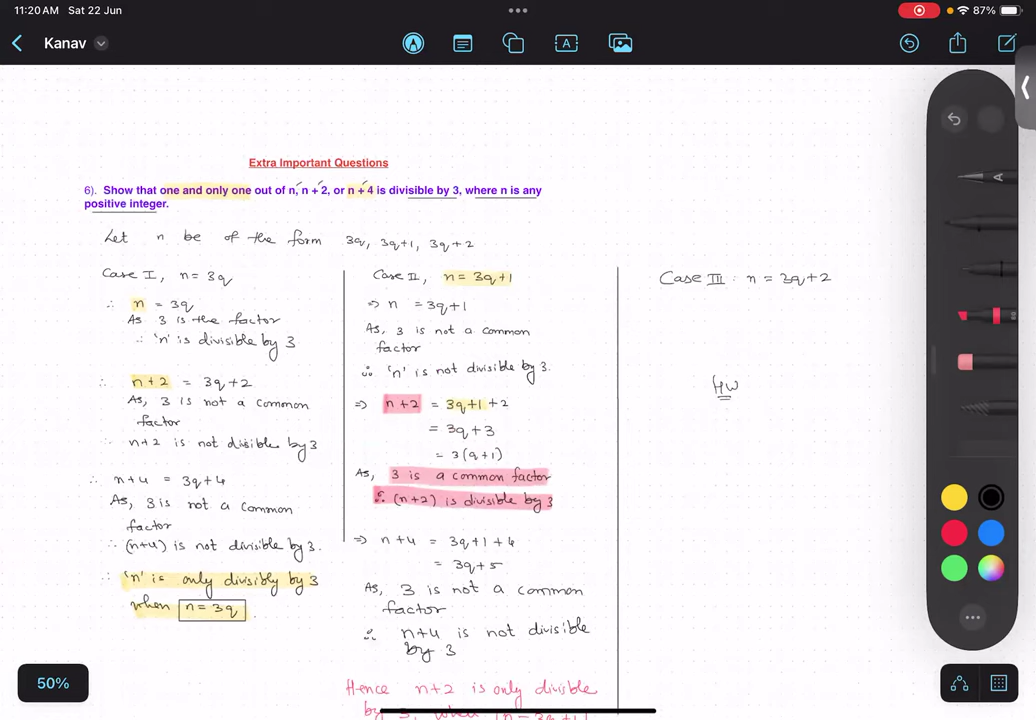 11:20 AM Sat 22 Jun
87%
Kanav
Extra Important Questions
6). Show that one and only one out of n, n + 2, or n + 4 is divisible by 3, where n is any
positive integer.
Let n be of the form 3q, 3q+1, 3q+2
Case I, n = 3q
∴ n = 3q
As 3 is the factor
∴ 'n' is divisible by 3
∴ n+2 = 3q+2
As, 3 is not a common
factor
∴ n+2 is not divisible by 3
∴ n+4 = 3q+4
As, 3 is not a common
factor
∴ (n+4) is not divisible by 3.
∴ 'n' is only divisibly by 3
when n = 3q
Case II, n = 3q+1
⇒ n = 3q+1
As, 3 is not a common
factor
∴ 'n' is not divisible by 3.
⇒ n+2 = 3q+1+2
= 3q+3
= 3(q+1)
As, 3 is a common factor
∴ (n+2) is divisible by 3
⇒ n+4 = 3q+1+4
= 3q+5
As, 3 is not a common
factor
∴ n+4 is not divisible
by 3
Hence n+2 is only divisible
by 3, when (n = 3q+1)
Case III : n = 3q+2
HW
50%